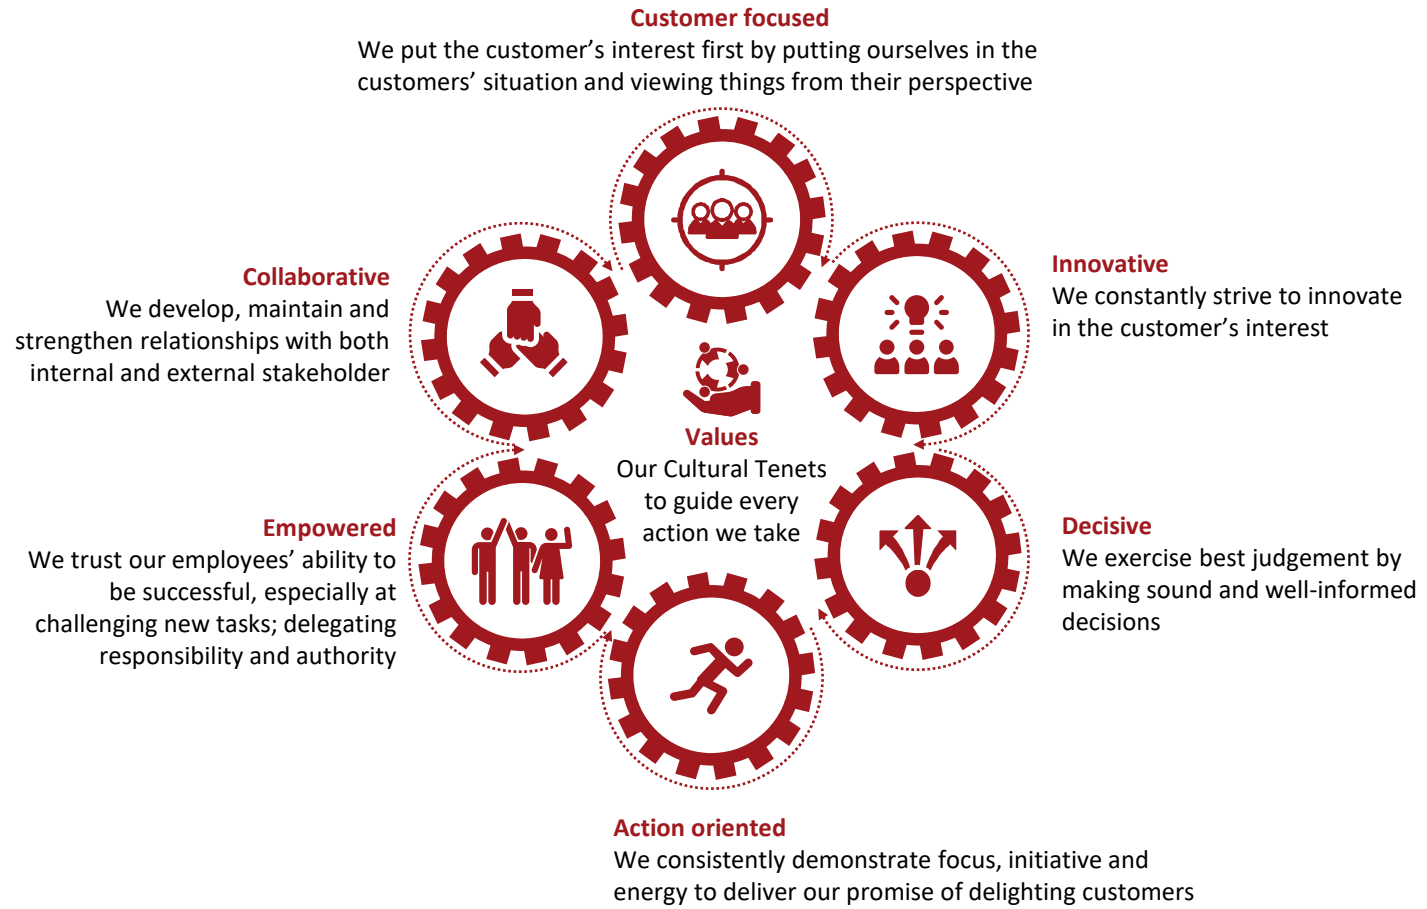 Customer focused
We put the customer’s interest first by putting ourselves in the
customers’ situation and viewing things from their perspective
Collaborative
We develop, maintain and
strengthen relationships with both
internal and external stakeholder
Innovative
We constantly strive to innovate
in the customer’s interest
Values
Our Cultural Tenets
to guide every
action we take
Empowered
We trust our employees’ ability to
be successful, especially at
challenging new tasks; delegating
responsibility and authority
Decisive
We exercise best judgement by
making sound and well-informed
decisions
Action oriented
We consistently demonstrate focus, initiative and
energy to deliver our promise of delighting customers